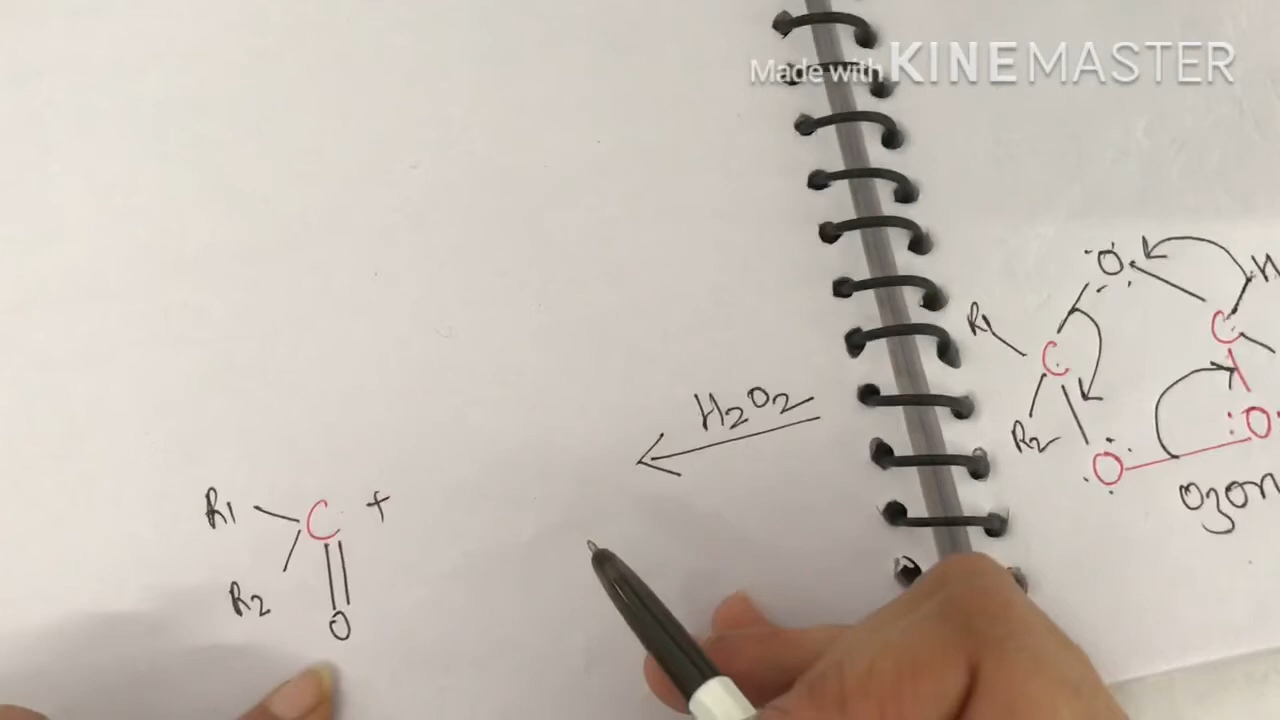 Made with KINEMASTER
H2O2
R1 C +
R2
O
O H
R1 C C
R2
O O
Ozon